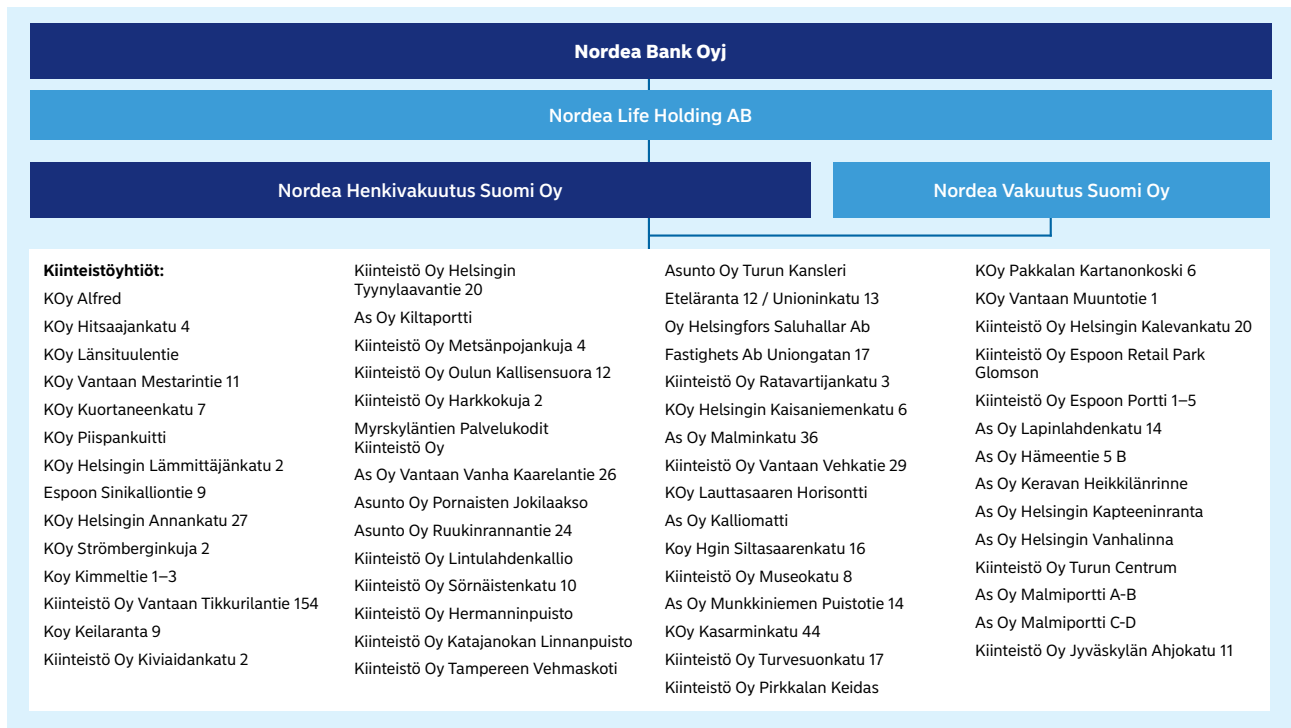 Nordea Bank Oyj
Nordea Life Holding AB
Nordea Henkivakuutus Suomi Oy
Nordea Vakuutus Suomi Oy
Kiinteistöyhtiöt:
KOy Alfred
KOy Hitsaajankatu 4
KOy Länsituulentie
KOy Vantaan Mestarintie 11
KOy Kuortaneenkatu 7
KOy Piispankuitti
KOy Helsingin Lämmittäjänkatu 2
Espoon Sinikalliontie 9
KOy Helsingin Annankatu 27
KOy Strömberginkuja 2
Koy Kimmeltie 1–3
Kiinteistö Oy Vantaan Tikkurilantie 154
Koy Keilaranta 9
Kiinteistö Oy Kiviaidankatu 2
Kiinteistö Oy Helsingin
Tyynylaavantie 20
As Oy Kiltaportti
Kiinteistö Oy Metsänpojankuja 4
Kiinteistö Oy Oulun Kallisensuora 12
Kiinteistö Oy Harkkokuja 2
Myrskyläntien Palvelukodit
Kiinteistö Oy
As Oy Vantaan Vanha Kaarelantie 26
Asunto Oy Pornaisten Jokilaakso
Asunto Oy Ruukinrannantie 24
Kiinteistö Oy Lintulahdenkallio
Kiinteistö Oy Sörnäistenkatu 10
Kiinteistö Oy Hermanninpuisto
Kiinteistö Oy Katajanokan Linnanpuisto
Kiinteistö Oy Tampereen Vehmaskoti
Asunto Oy Turun Kansleri
Eteläranta 12 / Unioninkatu 13
Oy Helsingfors Saluhallar Ab
Fastighets Ab Uniongatan 17
Kiinteistö Oy Ratavartijankatu 3
KOy Helsingin Kaisaniemenkatu 6
As Oy Malminkatu 36
Kiinteistö Oy Vantaan Vehkatie 29
KOy Lauttasaaren Horisontti
As Oy Kalliomatti
Koy Hgin Siltasaarenkatu 16
Kiinteistö Oy Museokatu 8
As Oy Munkkiniemen Puistotie 14
KOy Kasarminkatu 44
Kiinteistö Oy Turvesuonkatu 17
Kiinteistö Oy Pirkkalan Keidas
KOy Pakkalan Kartanonkoski 6
KOy Vantaan Muuntotie 1
Kiinteistö Oy Helsingin Kalevankatu 20
Kiinteistö Oy Espoon Retail Park
Glomson
Kiinteistö Oy Espoon Portti 1–5
As Oy Lapinlahdenkatu 14
As Oy Hämeentie 5 B
As Oy Keravan Heikkilänrinne
As Oy Helsingin Kapteeninranta
As Oy Helsingin Vanhalinna
Kiinteistö Oy Turun Centrum
As Oy Malmiportti A-B
As Oy Malmiportti C-D
Kiinteistö Oy Jyväskylän Ahjokatu 11